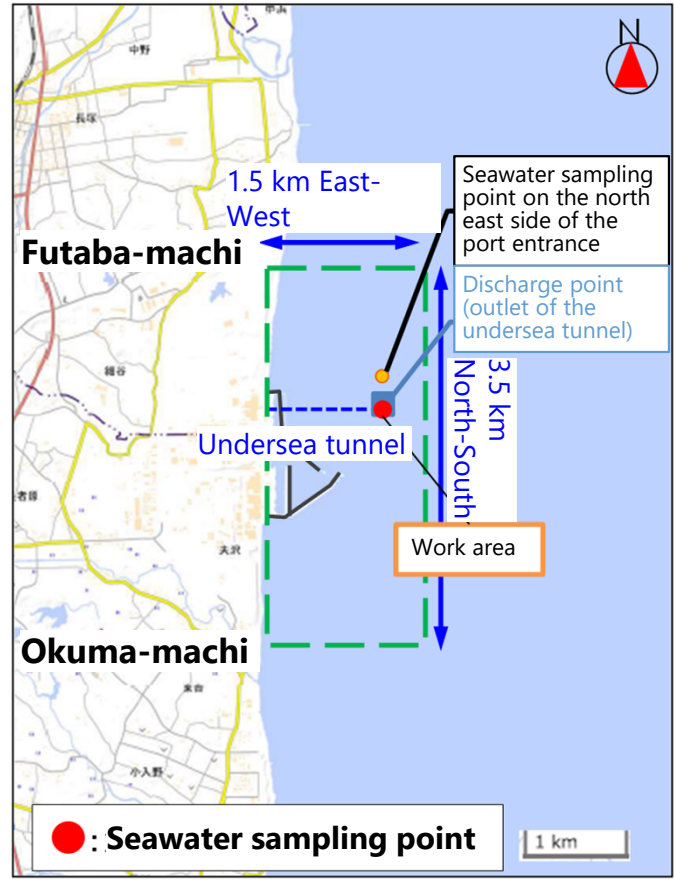 中浜
中野
N
長塚
1.5 km East-
West
Seawater sampling
point on the north
east side of the
port entrance
Futaba-machi
Discharge point
(outlet of the
undersea tunnel)
細谷
3.5 km
North-South
Undersea tunnel
夫沢
Work area
Okuma-machi
小入野
: Seawater sampling point
1 km